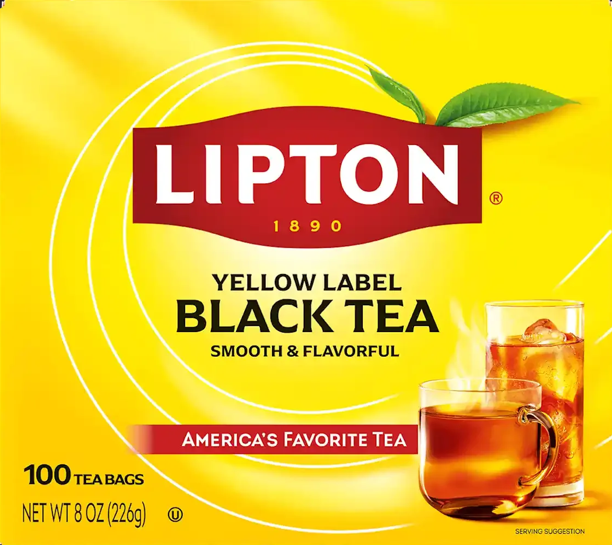 LIPTON
®
1890
YELLOW LABEL
BLACK TEA
SMOOTH & FLAVORFUL
AMERICA'S FAVORITE TEA
100 TEA BAGS
NET WT 8 OZ (226g) Ⓤ
SERVING SUGGESTION